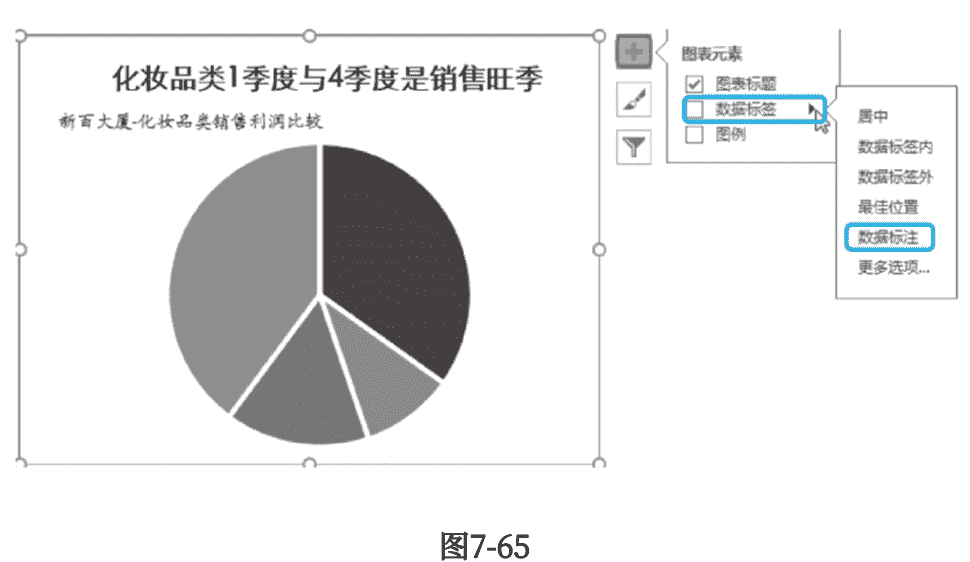 化妆品类1季度与4季度是销售旺季
新百大厦-化妆品类销售利润比较
图表元素
图表标题
数据标签
图例
居中
数据标签内
数据标签外
最佳位置
数据标注
更多选项...
图7-65